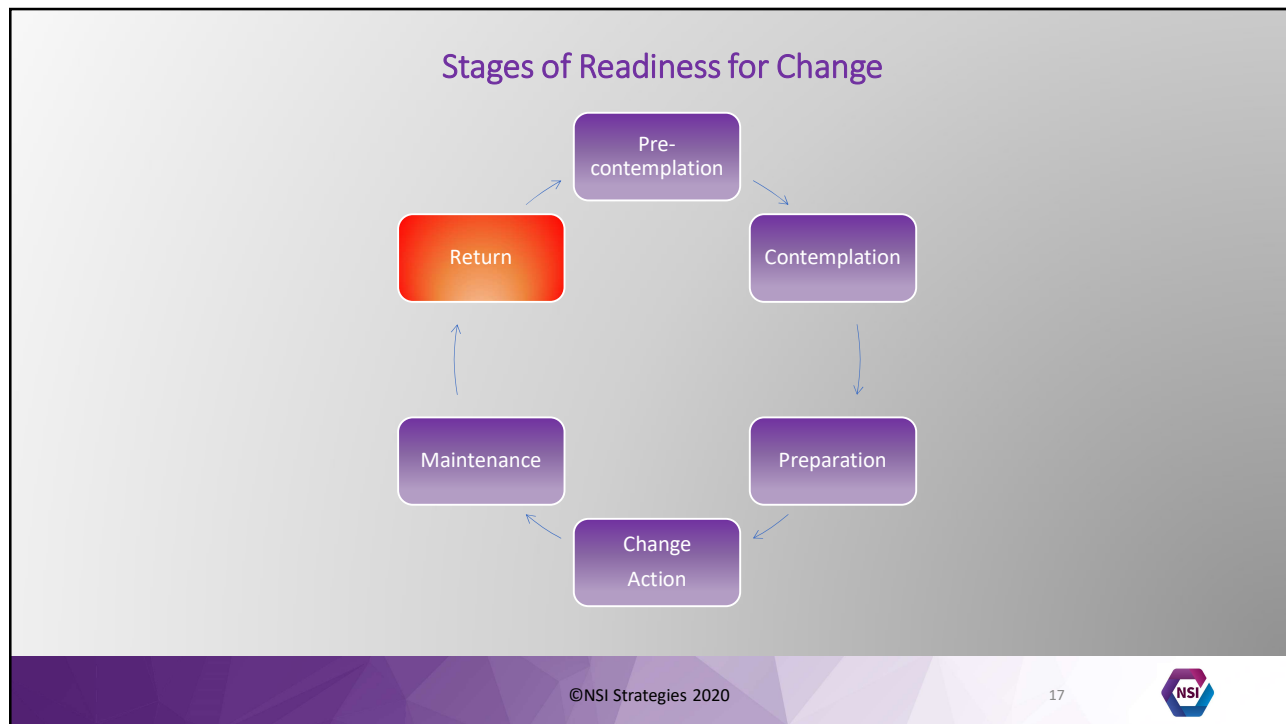 Stages of Readiness for Change
Pre-
contemplation
Contemplation
Preparation
Change
Action
Maintenance
Return
©NSI Strategies 2020
17
NSI